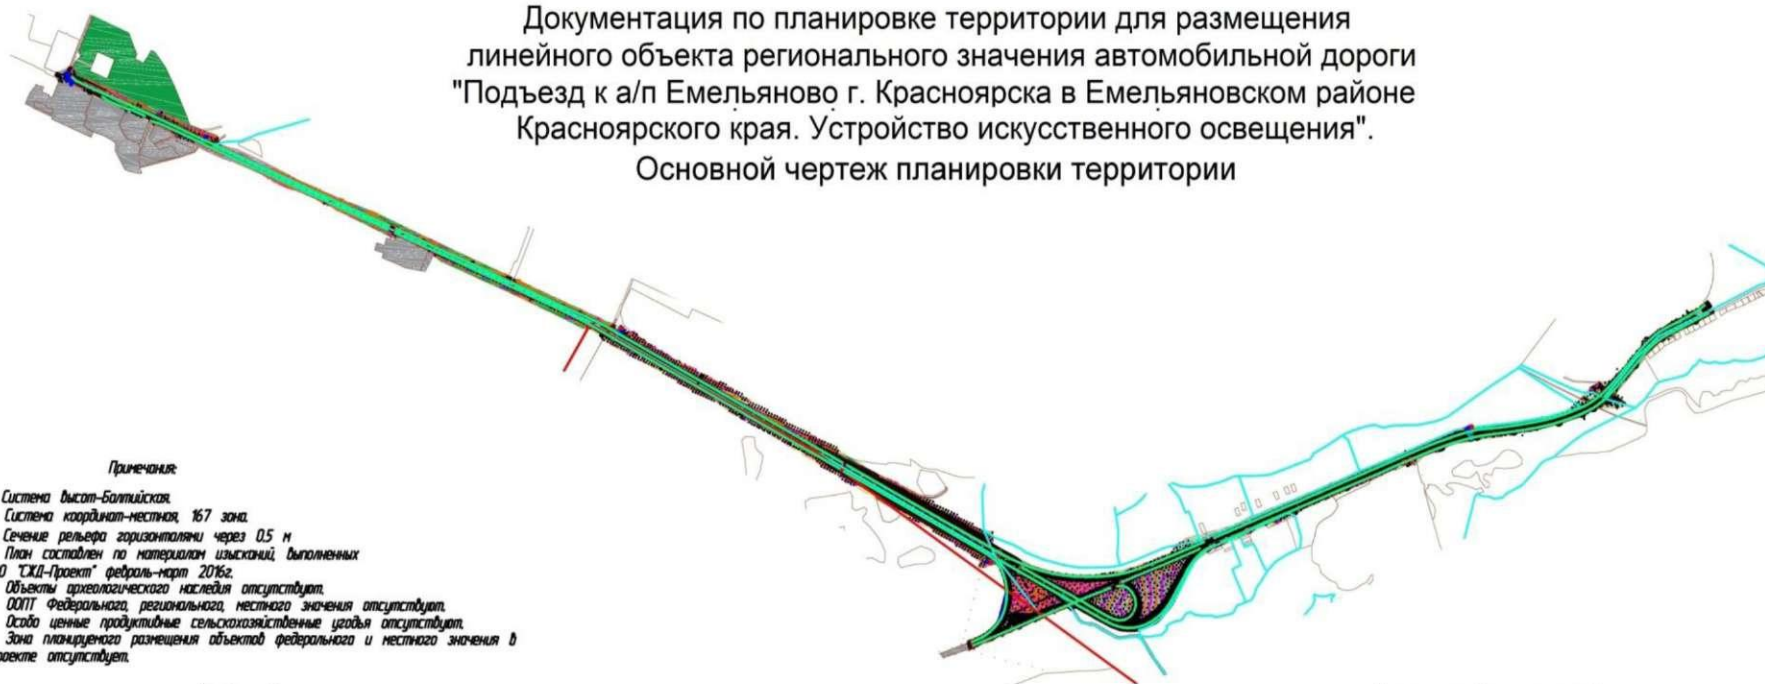 Документация по планировке территории для размещения
линейного объекта регионального значения автомобильной дороги
"Подъезд к а/п Емельяново г. Красноярска в Емельяновском районе
Красноярского края. Устройство искусственного освещения".
Основной чертеж планировки территории
Примечания:
Система высот-Балтийская.
Система координат-местная, 167 зона.
Сечение рельефа горизонталями через 0.5 м
План составлен по материалам изысканий, выполненных
"СЖД-Проект" февраль-март 2016г.
Объекты археологического наследия отсутствуют.
ООПТ Федерального, регионального, местного значения отсутствуют.
Особо ценные продуктивные сельскохозяйственные угодья отсутствуют.
Зона планируемого размещения объектов федерального и местного значения в
проекте отсутствует.